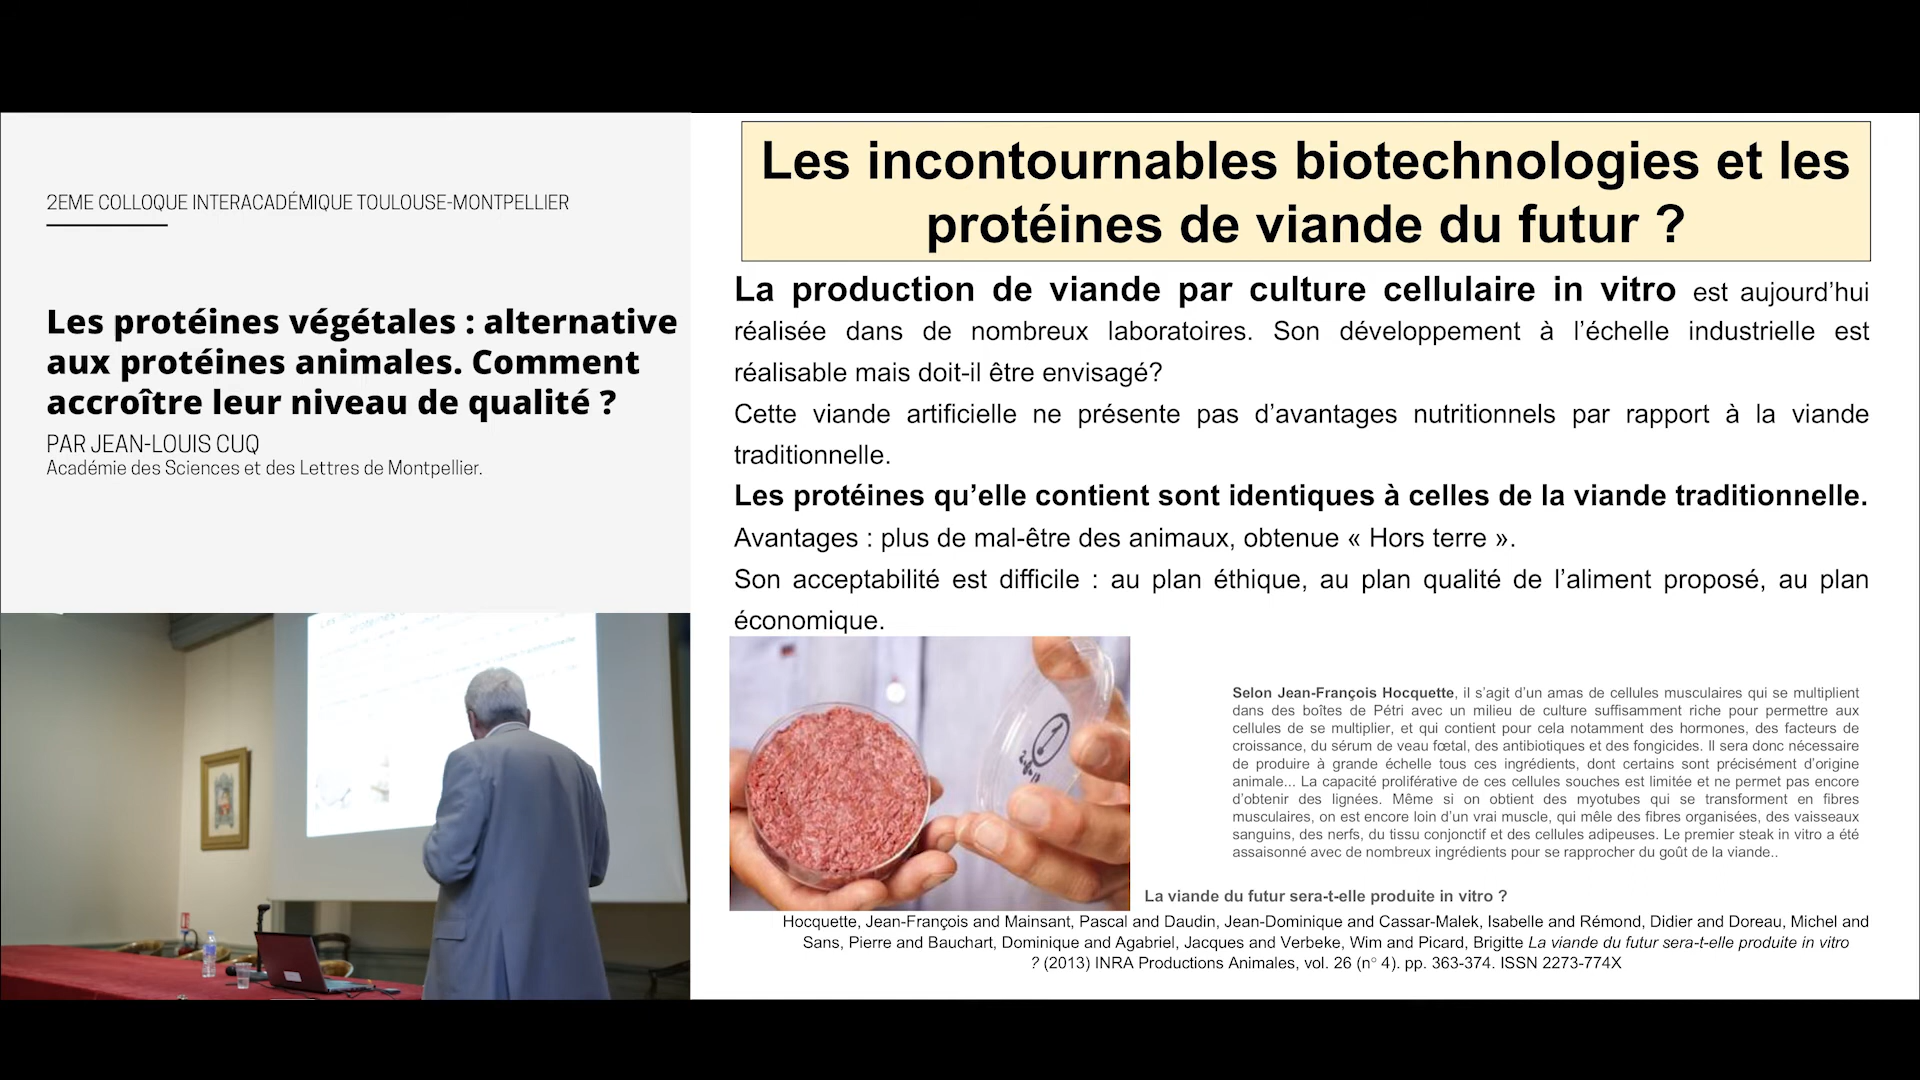 2EME COLLOQUE INTERACADÉMIQUE TOULOUSE-MONTPELLIER
Les protéines végétales : alternative
aux protéines animales. Comment
accroître leur niveau de qualité ?
PAR JEAN-LOUIS CUQ
Académie des Sciences et des Lettres de Montpellier.
Les incontournables biotechnologies et les
protéines de viande du futur ?
La production de viande par culture cellulaire in vitro est aujourd’hui
réalisée dans de nombreux laboratoires. Son développement à l’échelle industrielle est
réalisable mais doit-il être envisagé?
Cette viande artificielle ne présente pas d’avantages nutritionnels par rapport à la viande
traditionnelle.
Les protéines qu’elle contient sont identiques à celles de la viande traditionnelle.
Avantages : plus de mal-être des animaux, obtenue « Hors terre ».
Son acceptabilité est difficile : au plan éthique, au plan qualité de l’aliment proposé, au plan
économique.
Selon Jean-François Hocquette, il s’agit d’un amas de cellules musculaires qui se multiplient
dans des boîtes de Pétri avec un milieu de culture suffisamment riche pour permettre aux
cellules de se multiplier, et qui contient pour cela notamment des hormones, des facteurs de
croissance, du sérum de veau fœtal, des antibiotiques et des fongicides. Il sera donc nécessaire
de produire à grande échelle tous ces ingrédients, dont certains sont précisément d’origine
animale... La capacité proliférative de ces cellules souches est limitée et ne permet pas encore
d’obtenir des lignées. Même si on obtient des myotubes qui se transforment en fibres
musculaires, on est encore loin d’un vrai muscle, qui mêle des fibres organisées, des vaisseaux
sanguins, des nerfs, du tissu conjonctif et des cellules adipeuses. Le premier steak in vitro a été
assaisonné avec de nombreux ingrédients pour se rapprocher du goût de la viande..
La viande du futur sera-t-elle produite in vitro ?
Hocquette, Jean-François and Mainsant, Pascal and Daudin, Jean-Dominique and Cassar-Malek, Isabelle and Rémond, Didier and Doreau, Michel and
Sans, Pierre and Bauchart, Dominique and Agabriel, Jacques and Verbeke, Wim and Picard, Brigitte La viande du futur sera-t-elle produite in vitro
? (2013) INRA Productions Animales, vol. 26 (n° 4). pp. 363-374. ISSN 2273-774X